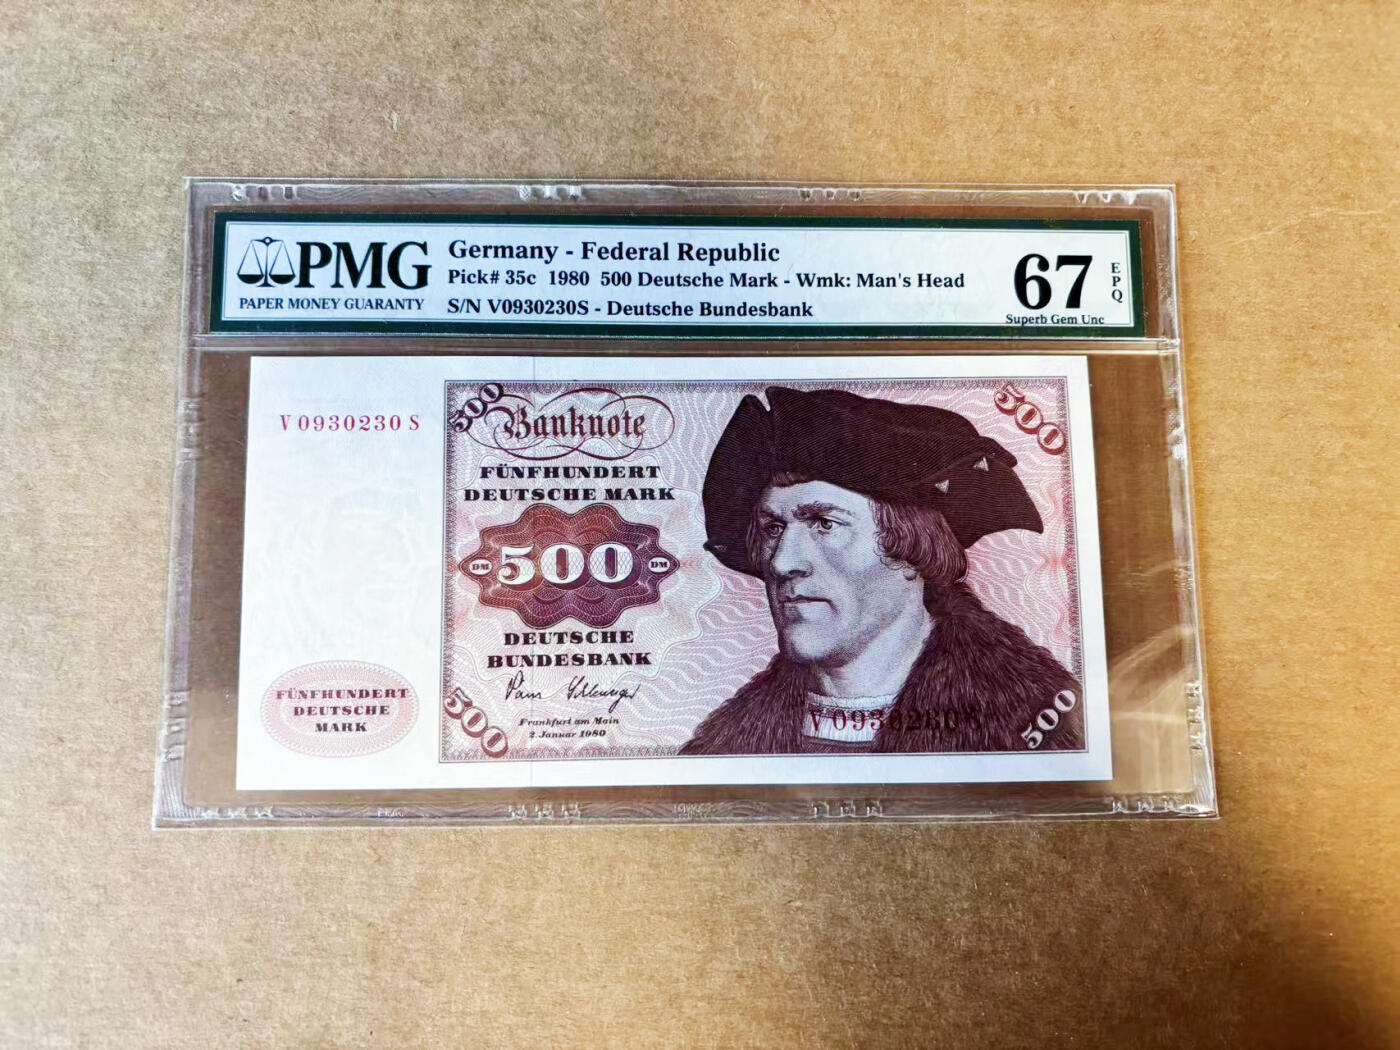 PMG
PAPER MONEY GUARANTY
Germany - Federal Republic
Pick# 35c 1980 500 Deutsche Mark - Wmk: Man's Head
S/N V0930230S - Deutsche Bundesbank
67
EPQ
Superb Gem Unc
V0930230S
500
Banknote
500
FÜNFHUNDERT
DEUTSCHE MARK
DM 500 DM
DEUTSCHE
BUNDESBANK
FÜNFHUNDERT
DEUTSCHE
MARK
Frankfurt am Main
2. Januar 1980
500
V0930230
500